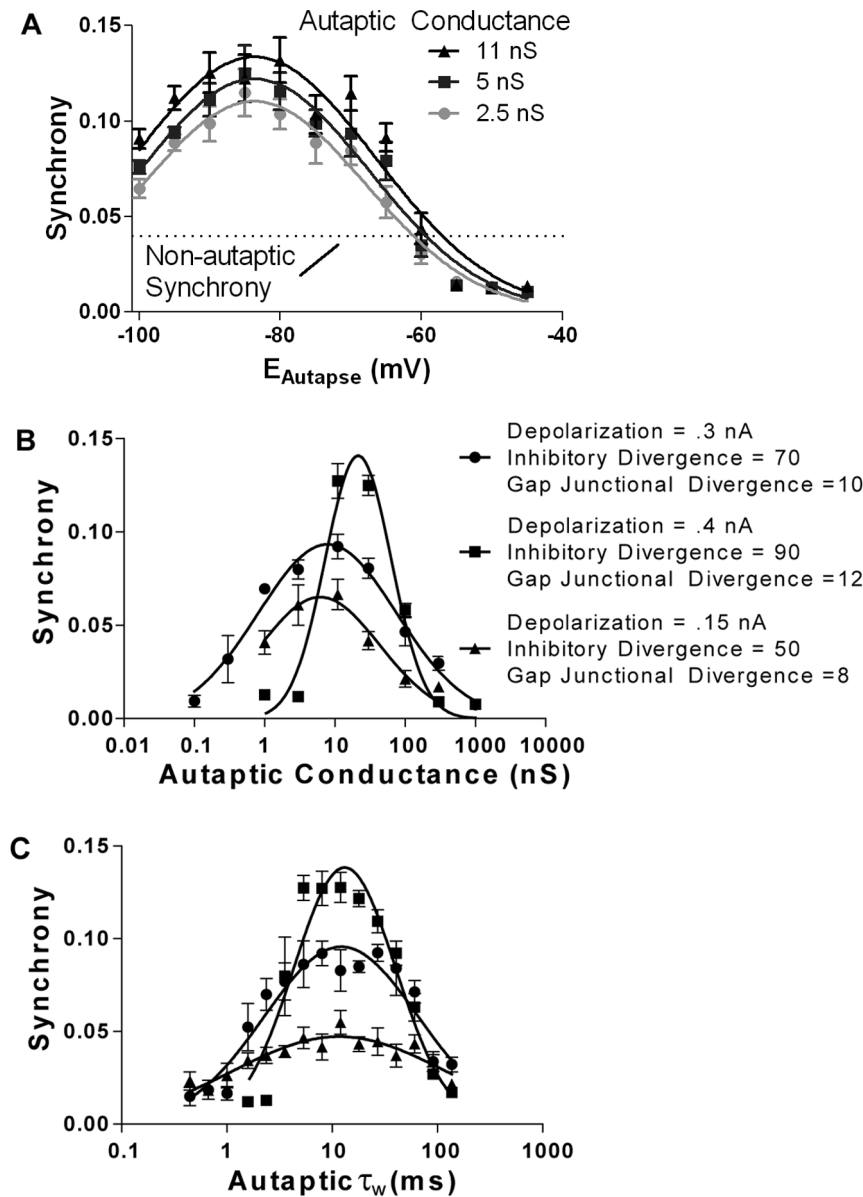 A
Autaptic Conductance
11 nS
5 nS
2.5 nS
Synchrony
0.15
0.10
0.05
0.00
Non-autaptic
Synchrony
-100
-80
-60
-40
E Autapse (mV)
B
Synchrony
0.15
0.10
0.05
0.00
0.01
0.1
1
10
100
1000
10000
Autaptic Conductance (nS)
Depolarization = .3 nA
Inhibitory Divergence = 70
Gap Junctional Divergence =10
Depolarization = .4 nA
Inhibitory Divergence = 90
Gap Junctional Divergence =12
Depolarization = .15 nA
Inhibitory Divergence = 50
Gap Junctional Divergence =8
C
Synchrony
0.15
0.10
0.05
0.00
0.1
1
10
100
1000
Autaptic τw (ms)